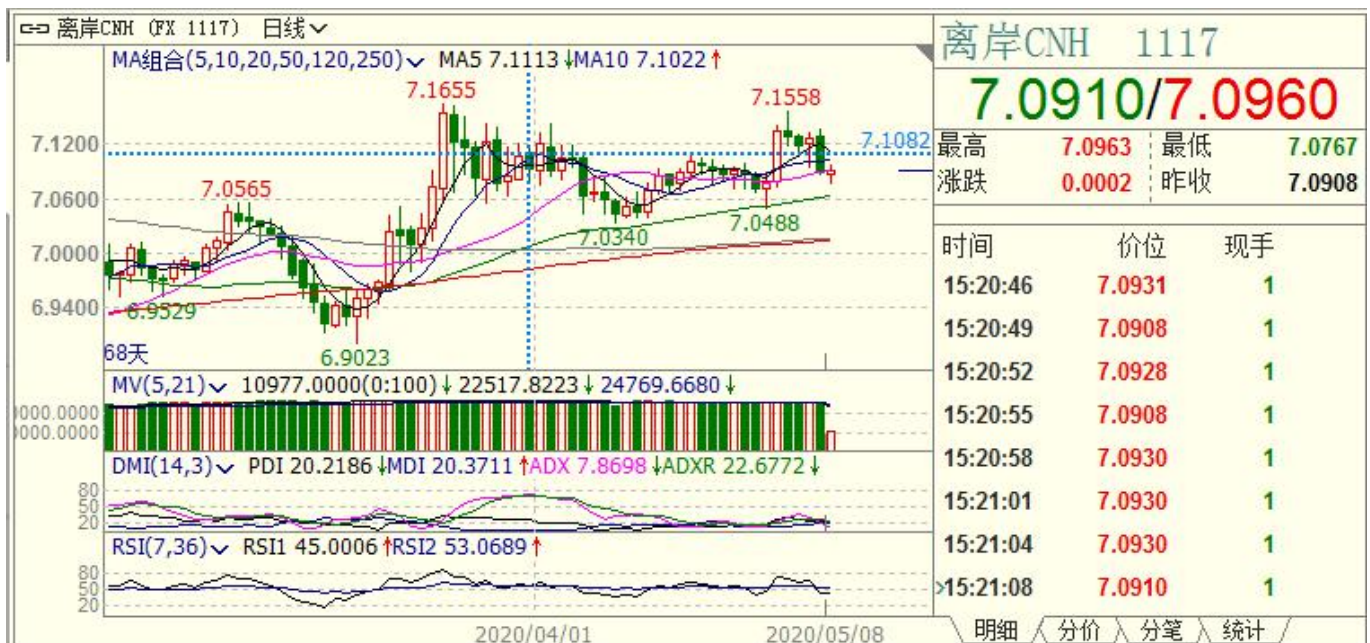 离岸CNH (FX 1117) 日线
MA组合(5,10,20,50,120,250) MA5 7.1113↓MA10 7.1022↑
7.1655
7.1558
7.1200
7.1082
7.0565
7.0600
7.0488
7.0340
7.0000
6.9400
6.9529
68天
6.9023
MV(5,21) 10977.0000(0:100)↓ 22517.8223↓ 24769.6680↓
0000.0000
0000.0000
DMI(14,3) PDI 20.2186↓MDI 20.3711↑ADX 7.8698↓ADXR 22.6772↓
80
50
20
RSI(7,36) RSI1 45.0006↑RSI2 53.0689↑
80
50
20
2020/04/01 2020/05/08
离岸CNH 1117
7.0910/7.0960
最高 7.0963 最低 7.0767
涨跌 0.0002 昨收 7.0908
时间 价位 现手
15:20:46 7.0931 1
15:20:49 7.0908 1
15:20:52 7.0928 1
15:20:55 7.0908 1
15:20:58 7.0930 1
15:21:01 7.0930 1
15:21:04 7.0930 1
>15:21:08 7.0910 1
明细 分价 分笔 统计